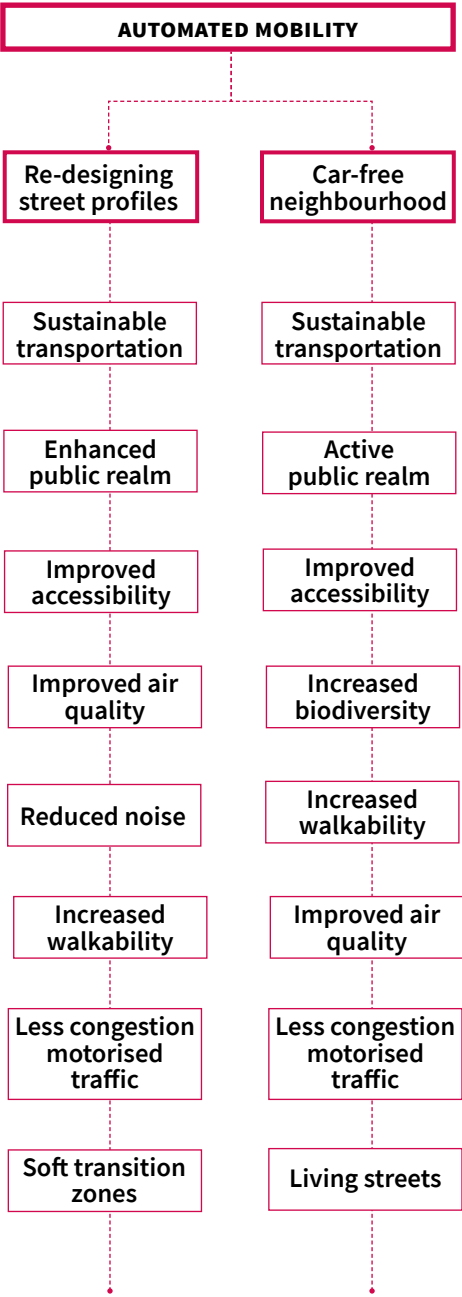 AUTOMATED MOBILITY
Re-designing
street profiles
Sustainable
transportation
Enhanced
public realm
Improved
accessibility
Improved air
quality
Reduced noise
Increased
walkability
Less congestion
motorised
traffic
Soft transition
zones
Car-free
neighbourhood
Sustainable
transportation
Active
public realm
Improved
accessibility
Increased
biodiversity
Increased
walkability
Improved air
quality
Less congestion
motorised
traffic
Living streets